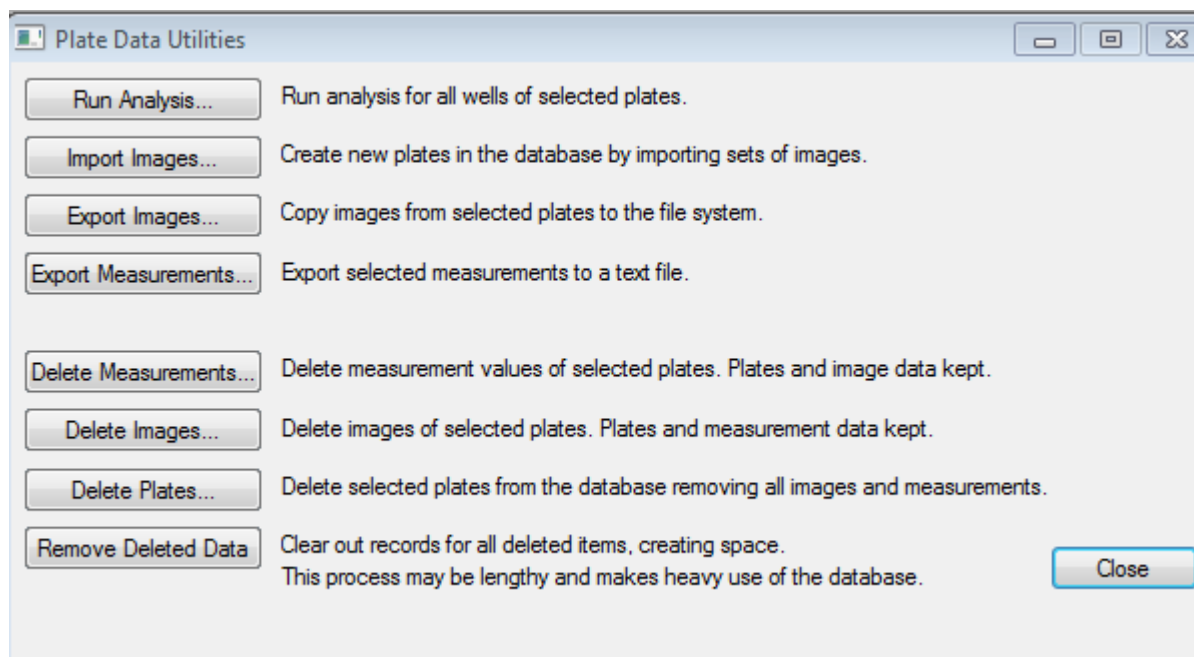 Plate Data Utilities
Run Analysis... Run analysis for all wells of selected plates.
Import Images... Create new plates in the database by importing sets of images.
Export Images... Copy images from selected plates to the file system.
Export Measurements... Export selected measurements to a text file.
Delete Measurements... Delete measurement values of selected plates. Plates and image data kept.
Delete Images... Delete images of selected plates. Plates and measurement data kept.
Delete Plates... Delete selected plates from the database removing all images and measurements.
Remove Deleted Data Clear out records for all deleted items, creating space.
This process may be lengthy and makes heavy use of the database.
Close